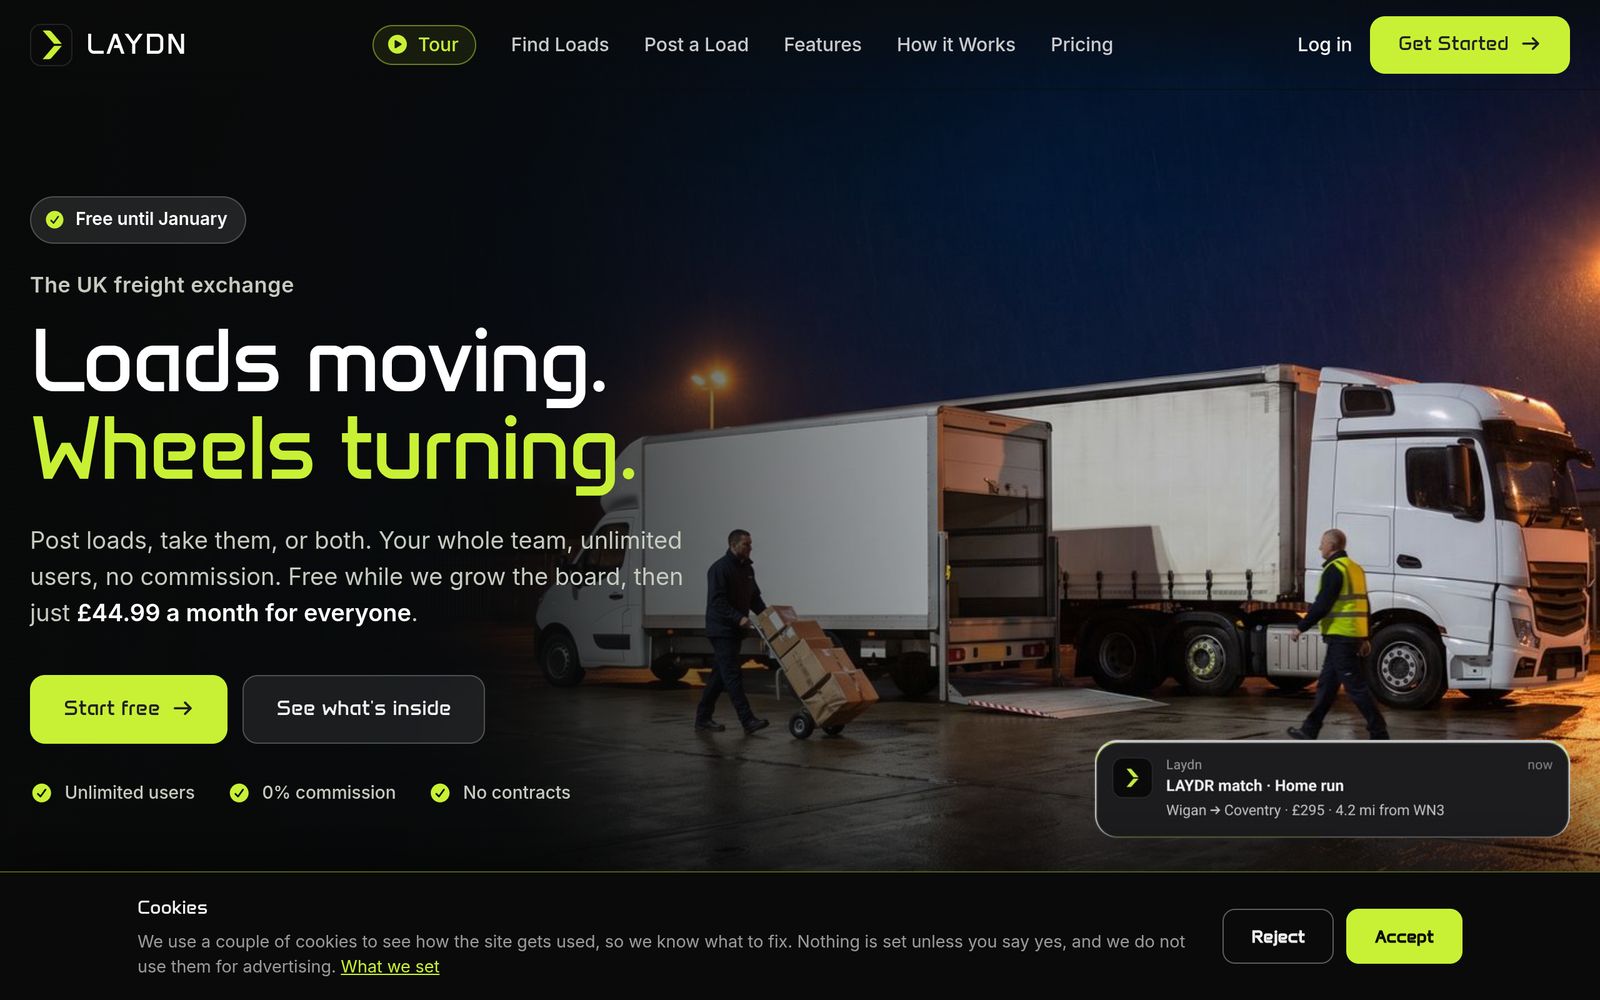 LAYDN
Tour
Find Loads
Post a Load
Features
How it Works
Pricing
Log in
Get Started
Free until January
The UK freight exchange
Loads moving.
Wheels turning.
Post loads, take them, or both. Your whole team, unlimited
users, no commission. Free while we grow the board, then
just £44.99 a month for everyone.
Start free
See what's inside
Unlimited users
0% commission
No contracts
Laydn
now
LAYDR match · Home run
Wigan → Coventry · £295 · 4.2 mi from WN3
Cookies
We use a couple of cookies to see how the site gets used, so we know what to fix. Nothing is set unless you say yes, and we do not
use them for advertising. What we set
Reject
Accept